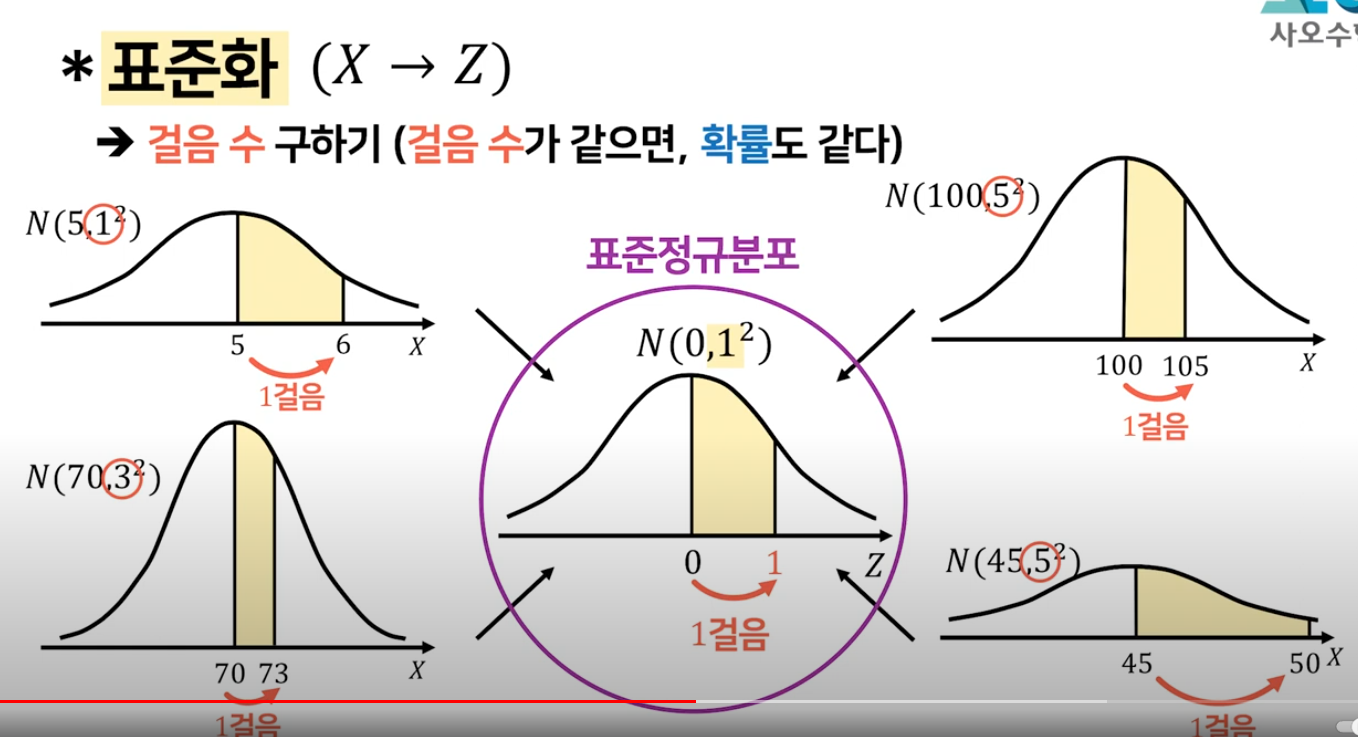 사오수
* 표준화 (X → Z)
➔ 걸음 수 구하기 (걸음 수가 같으면, 확률도 같다)
N(5,1²)
5 6 X
1걸음
N(100,5²)
100 105 X
1걸음
표준정규분포
N(0,1²)
0 1 Z
1걸음
N(70,3²)
70 73 X
1걸음
N(45,5²)
45 50 X
1걸음